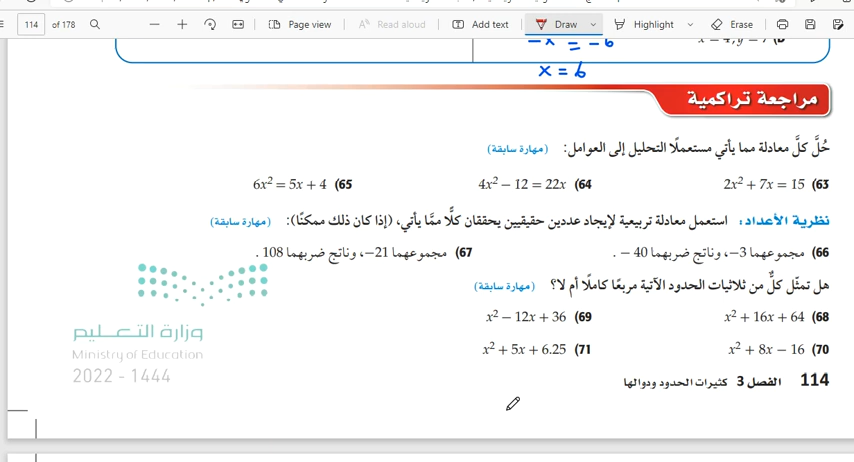 114 of 178 Page view Read aloud Add text Draw Highlight Erase
−x = −6
x = 6
مراجعة تراكمية
حُلَّ كلَّ معادلة مما يأتي مستعملًا التحليل إلى العوامل: (مهارة سابقة)
63) 2x² + 7x = 15 64) 4x² − 12 = 22x 65) 6x² = 5x + 4
نظرية الأعداد: استعمل معادلة تربيعية لإيجاد عددين حقيقيين يحققان كلًّا ممَّا يأتي، (إذا كان ذلك ممكنًا): (مهارة سابقة)
66) مجموعهما 3−، وناتج ضربهما 40 − . 67) مجموعهما 21−، وناتج ضربهما 108 .
هل تمثّل كلٌّ من ثلاثيات الحدود الآتية مربعًا كاملًا أم لا؟ (مهارة سابقة)
68) x² + 16x + 64 69) x² − 12x + 36
70) x² + 8x − 16 71) x² + 5x + 6.25
وزارة التعليم
Ministry of Education
2022 - 1444
114 الفصل 3 كثيرات الحدود ودوالها